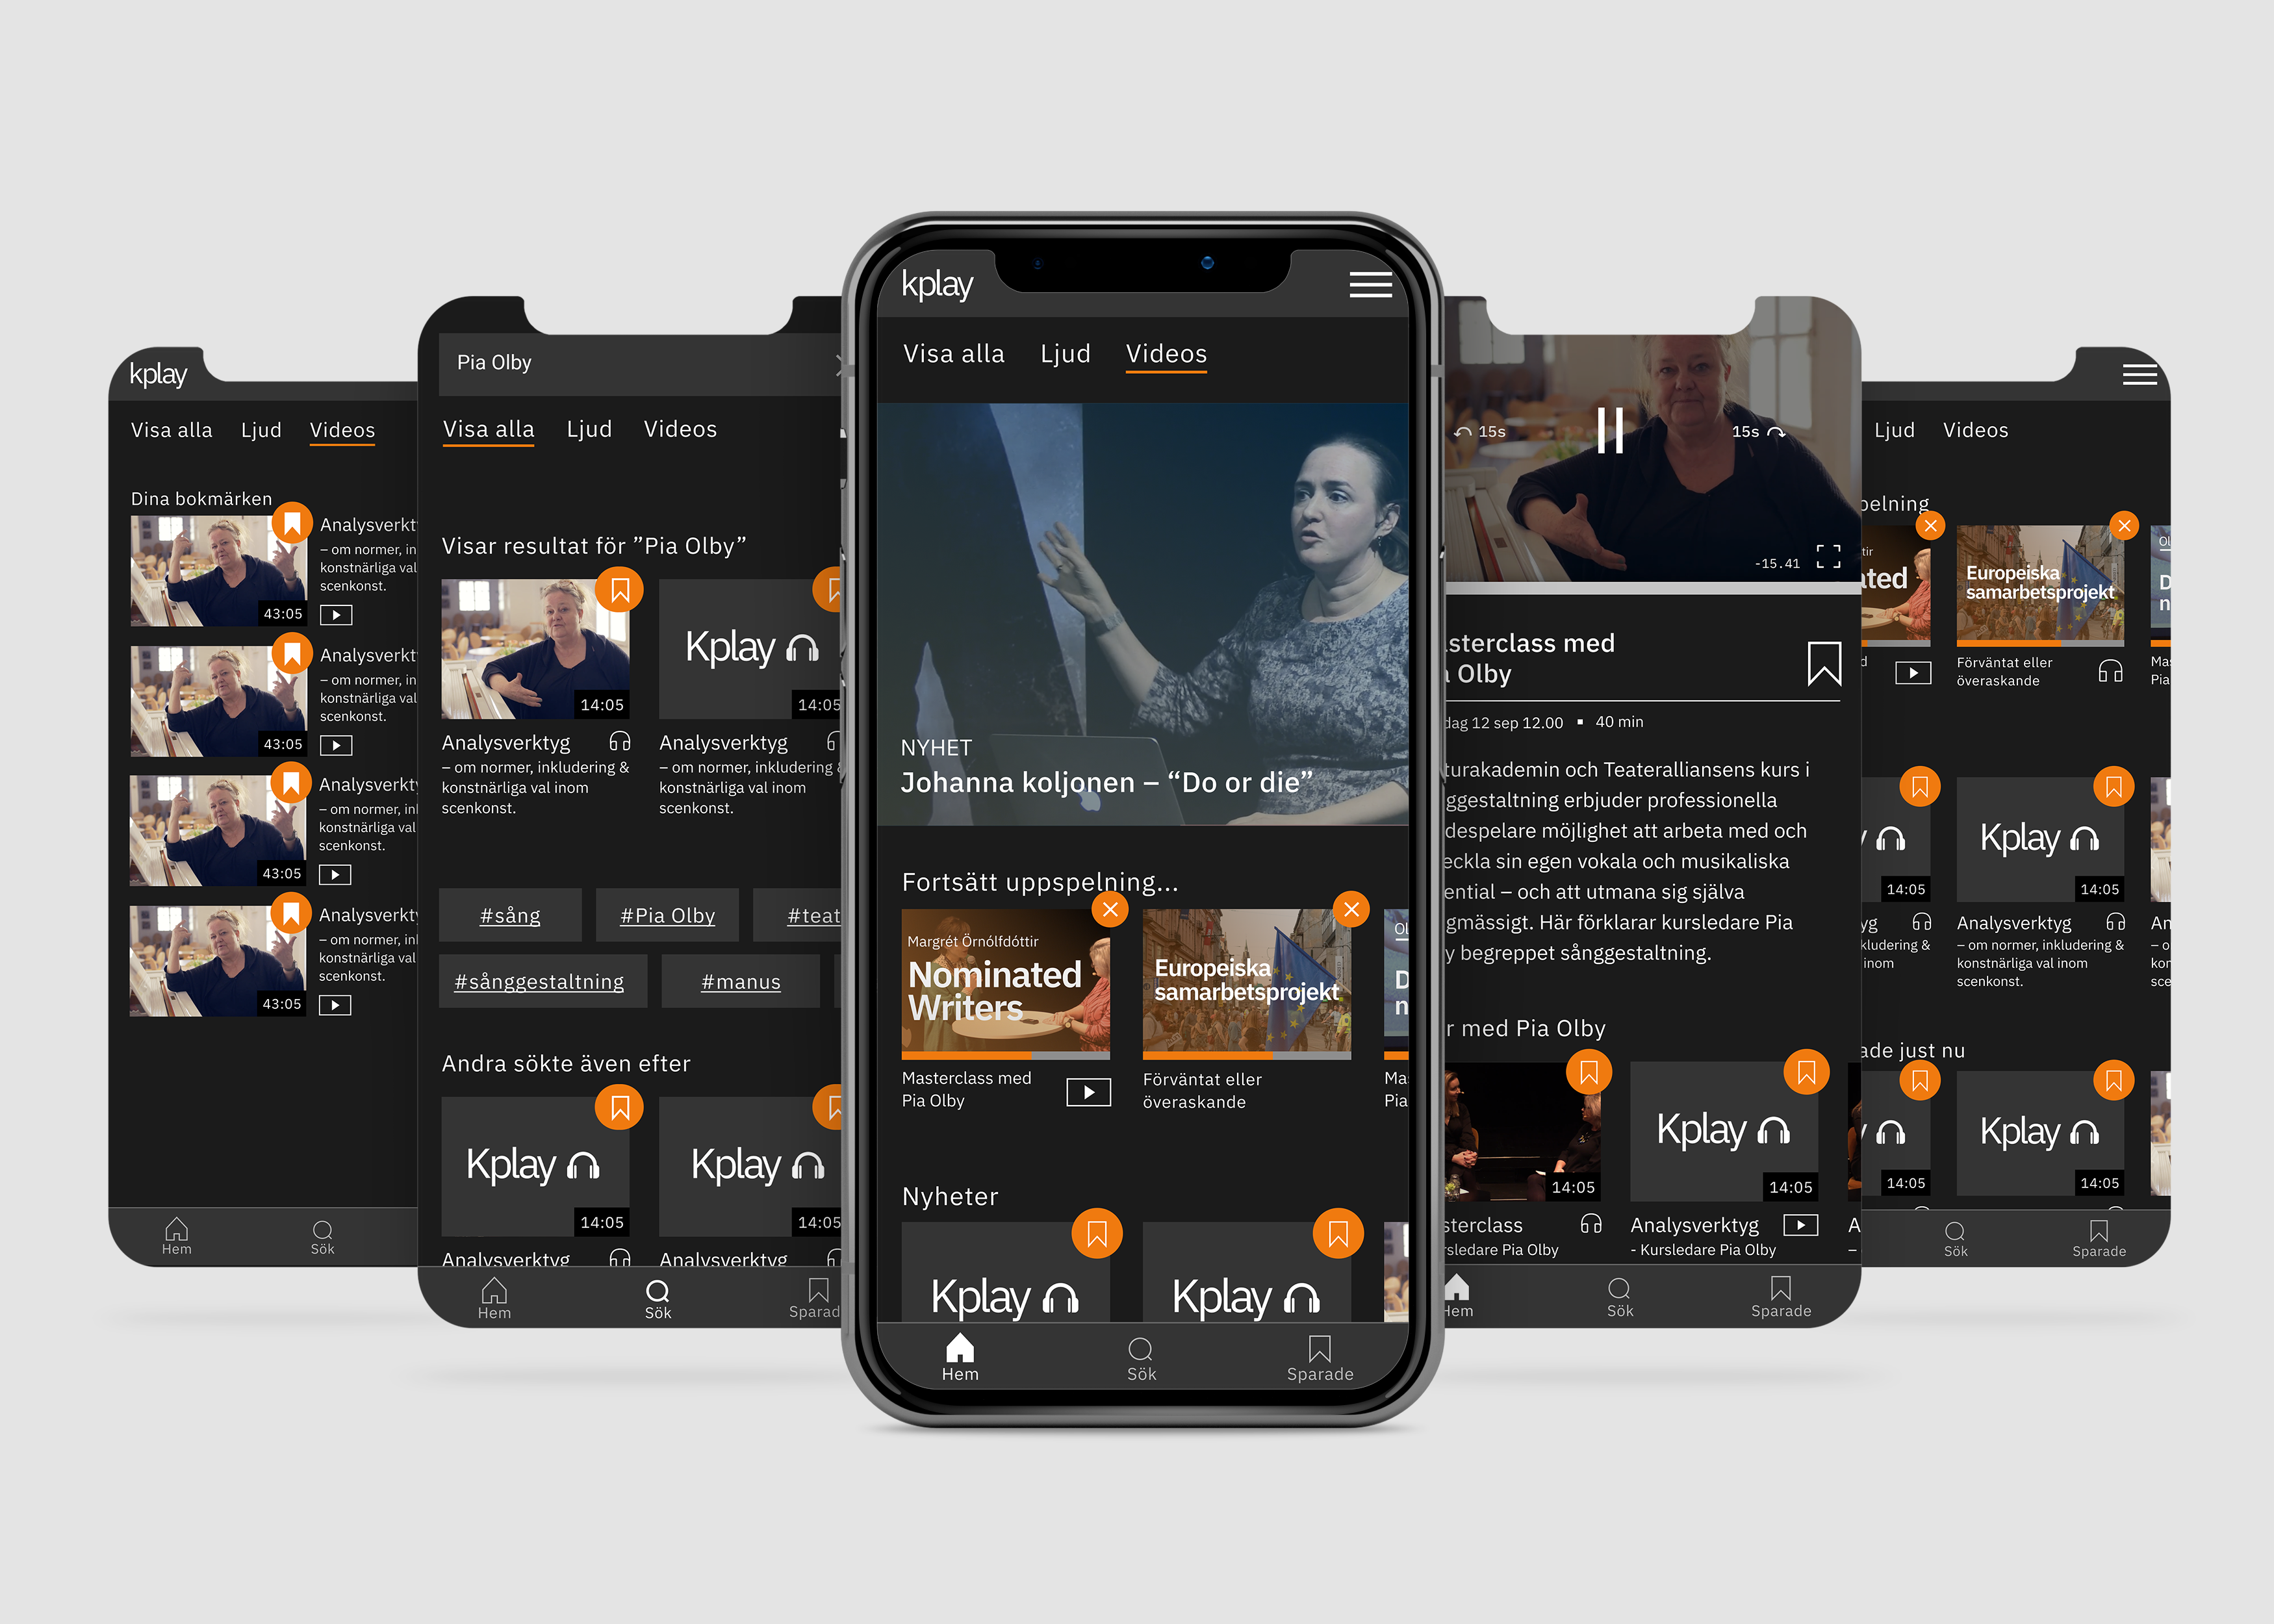 kplay
Visa alla Ljud Videos
Dina bokmärken
Analysverkt
– om normer, in
konstnärliga val
scenkonst.
43:05
Analysverkt
– om normer, in
konstnärliga val
scenkonst.
43:05
Analysverkt
– om normer, in
konstnärliga val
scenkonst.
43:05
Analysverkt
– om normer, in
konstnärliga val
scenkonst.
43:05
Hem Sök
Pia Olby
Visa alla Ljud Videos
Visar resultat för ”Pia Olby”
Kplay
14:05 14:05
Analysverktyg Analysverktyg
– om normer, inkludering & – om normer, inkludering &
konstnärliga val inom konstnärliga val inom
scenkonst. scenkonst.
#sång #Pia Olby #teat
#sånggestaltning #manus
Andra sökte även efter
Kplay Kplay
14:05 14:05
Analysverktyg Analysverktyg
Hem Sök Sparad
kplay
Visa alla Ljud Videos
NYHET
Johanna koljonen – “Do or die”
Fortsätt uppspelning...
Margrét Örnólfdóttir
Nominated
Writers
Europeiska
samarbetsprojekt
Ol
D
n
Masterclass med
Pia Olby
Förväntat eller
överaskande
Ma
Pia
Nyheter
Kplay Kplay
Hem Sök Sparade
15s 15s
-15.41
sterclass med
Olby
dag 12 sep 12.00 ▪ 40 min
turakademin och Teateralliansens kurs i
ggestaltning erbjuder professionella
despelare möjlighet att arbeta med och
eckla sin egen vokala och musikaliska
ential – och att utmana sig själva
gmässigt. Här förklarar kursledare Pia
y begreppet sånggestaltning.
r med Pia Olby
Kplay
14:05 14:05
sterclass Analysverktyg A
rsledare Pia Olby - Kursledare Pia Olby –
Hem Sök Sparade
Ljud Videos
pelning
tir
ated
Europeiska
samarbetsprojekt
Ol
D
n
d
Förväntat eller
överaskande
Mas
Pia
Kplay
14:05 14:05
yg Analysverktyg An
kludering & – om normer, inkludering & – o
inom konstnärliga val inom kor
scenkonst. sce
ade just nu
Kplay
14:05 14:05
Sök Sparade